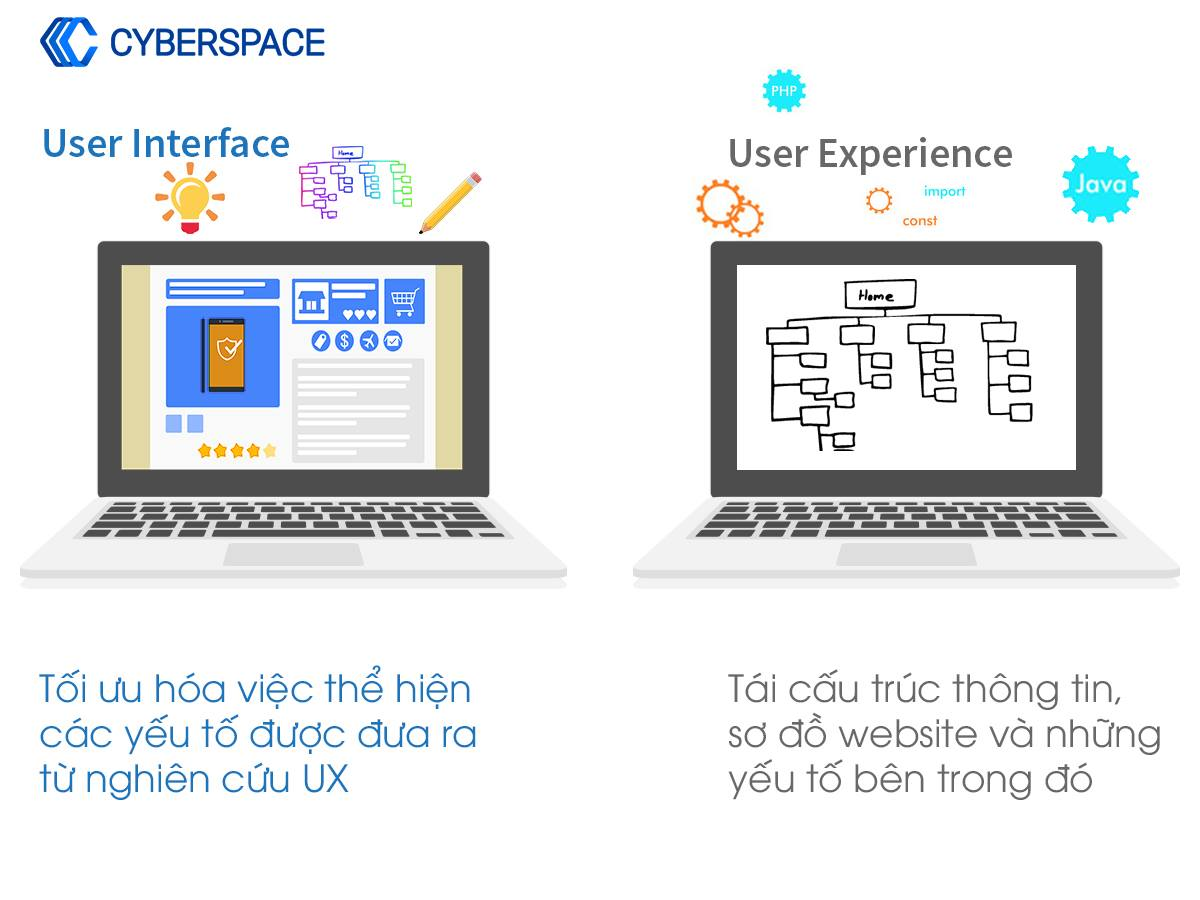 CYBERSPACE
User Interface
Home
Tối ưu hóa việc thể hiện
các yếu tố được đưa ra
từ nghiên cứu UX
PHP
User Experience
Java
import
const
Home
Tái cấu trúc thông tin,
sơ đồ website và những
yếu tố bên trong đó